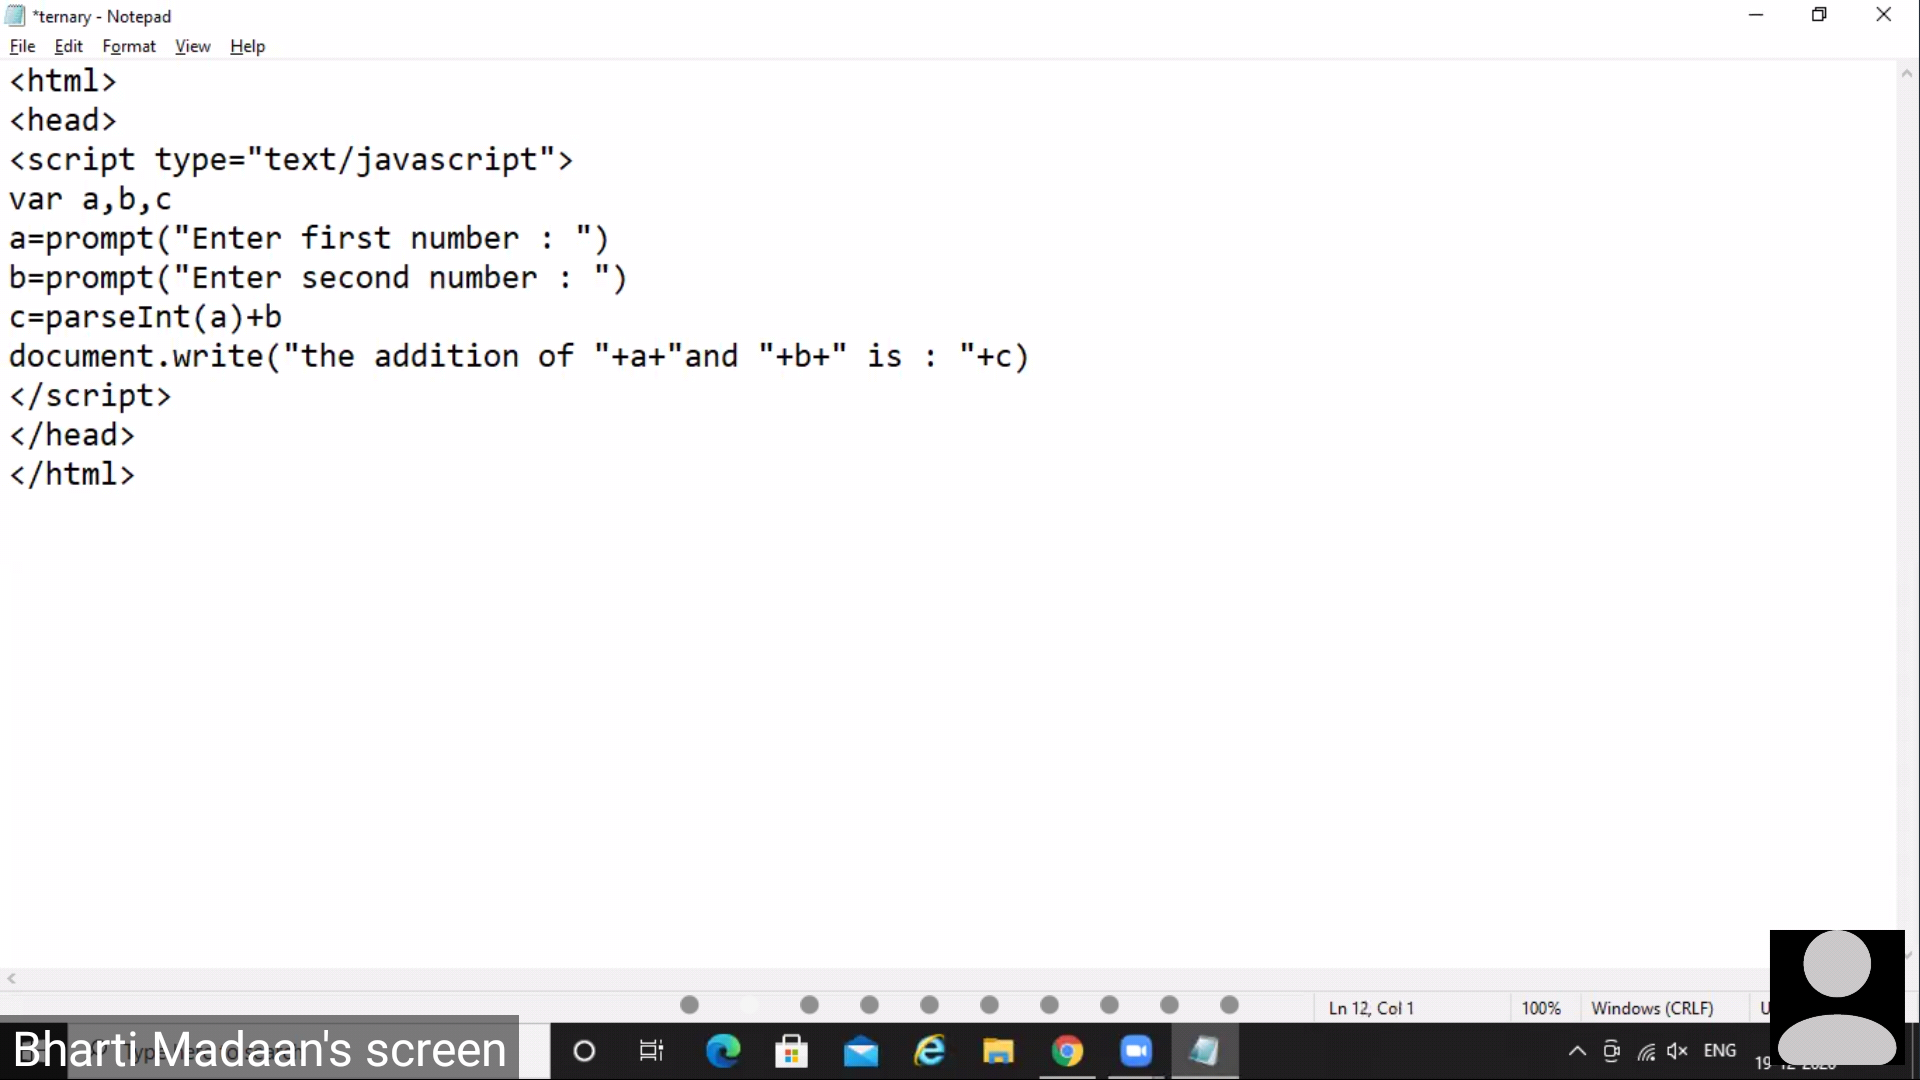 *ternary - Notepad
File Edit Format View Help
<html>
<head>
<script type="text/javascript">
var a,b,c
a=prompt("Enter first number : ")
b=prompt("Enter second number : ")
c=parseInt(a)+b
document.write("the addition of "+a+"and "+b+" is : "+c)
</script>
</head>
</html>
Ln 12, Col 1 100% Windows (CRLF)
Bharti Madaan's screen
ENG